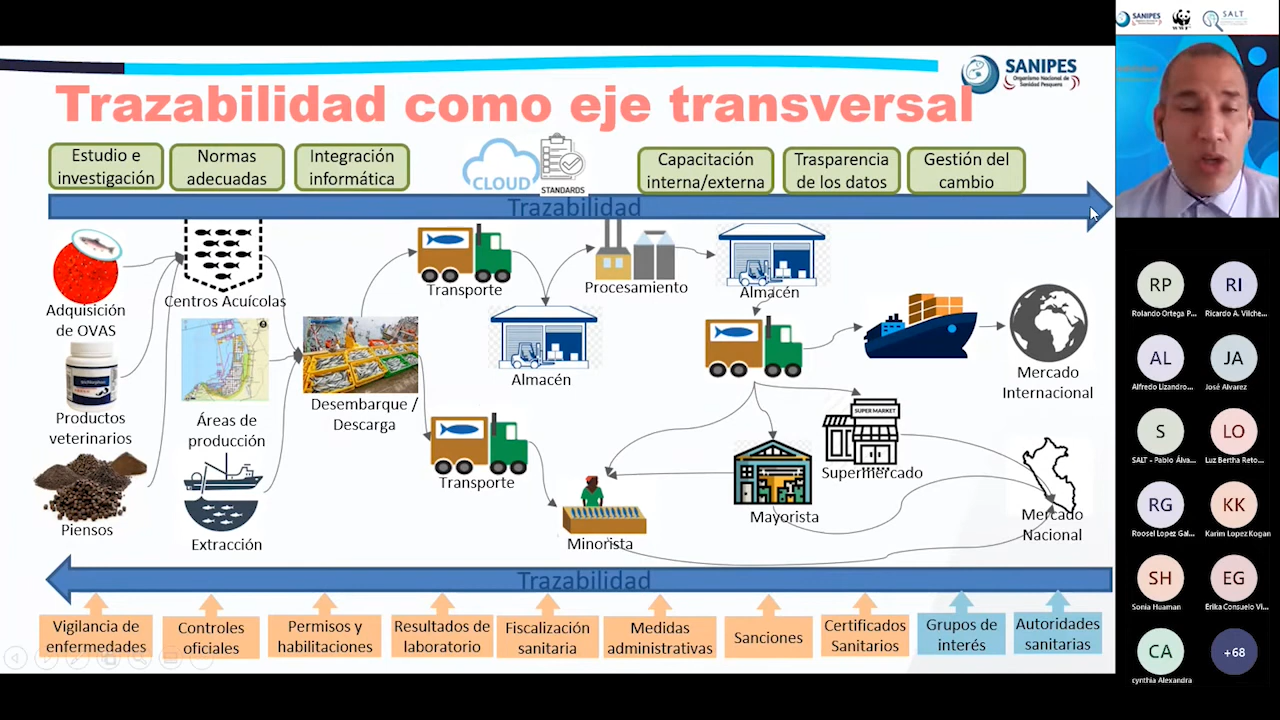 SANIPES
Organismo Nacional de
Sanidad Pesquera
Trazabilidad como eje transversal
Estudio e
investigación
Normas
adecuadas
Integración
informática
CLOUD
STANDARDS
Capacitación
interna/externa
Trasparencia
de los datos
Gestión del
cambio
Trazabilidad
Adquisición
de OVAS
Centros Acuícolas
Transporte
Procesamiento
Almacén
Almacén
Productos
veterinarios
Áreas de
producción
Desembarque /
Descarga
Mercado
Internacional
Piensos
Extracción
Transporte
Minorista
Mayorista
SUPER MARKET
Supermercado
Mercado
Nacional
Trazabilidad
Vigilancia de
enfermedades
Controles
oficiales
Permisos y
habilitaciones
Resultados de
laboratorio
Fiscalización
sanitaria
Medidas
administrativas
Sanciones
Certificados
Sanitarios
Grupos de
interés
Autoridades
sanitarias
SANIPES
WWF
SALT
RP
Rolando Ortega P...
RI
Ricardo A. Vilche...
AL
Alfredo Lizandro...
JA
José Alvarez
S
SALT - Pablo Álva...
LO
Luz Bertha Reto...
RG
Roosel Lopez Gal...
KK
Karim Lopez Kogan
SH
Sonia Huaman
EG
Erika Consuelo Vi...
CA
cynthia Alexandra
+68